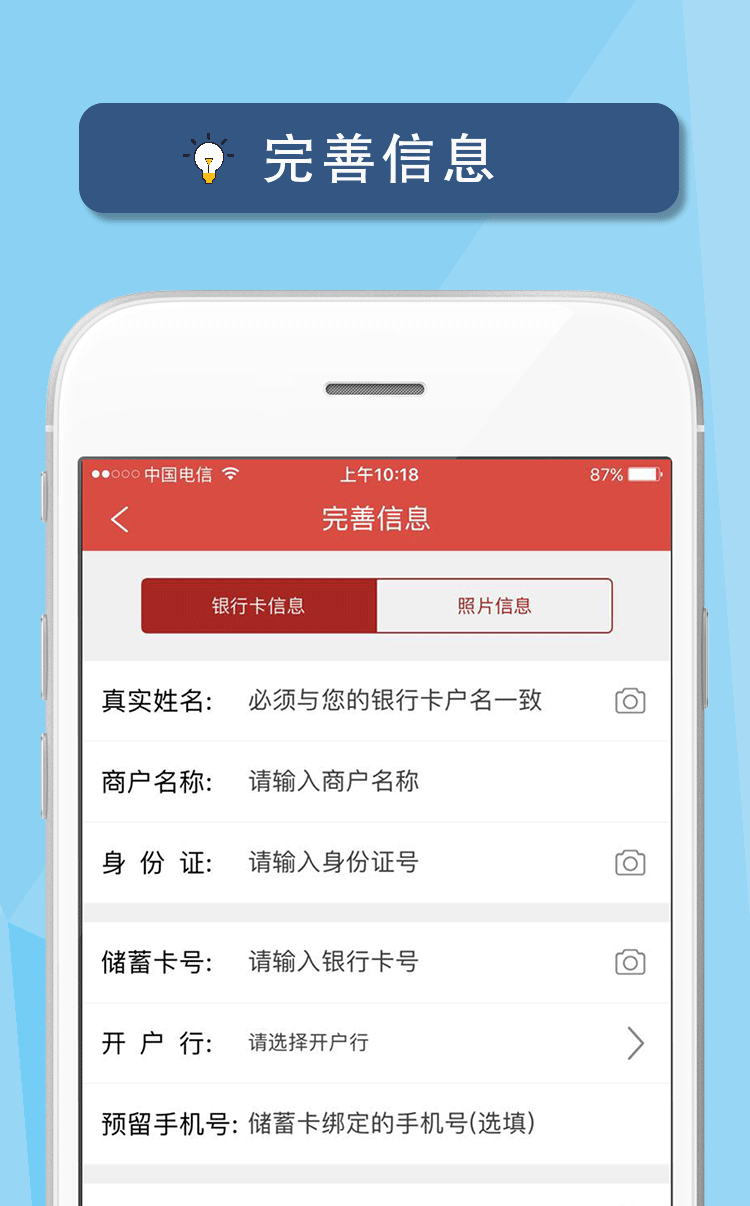 完善信息
中国电信 上午10:18 87%
完善信息
银行卡信息 照片信息
真实姓名: 必须与您的银行卡户名一致
商户名称: 请输入商户名称
身 份 证: 请输入身份证号
储蓄卡号: 请输入银行卡号
开 户 行: 请选择开户行
预留手机号: 储蓄卡绑定的手机号(选填)